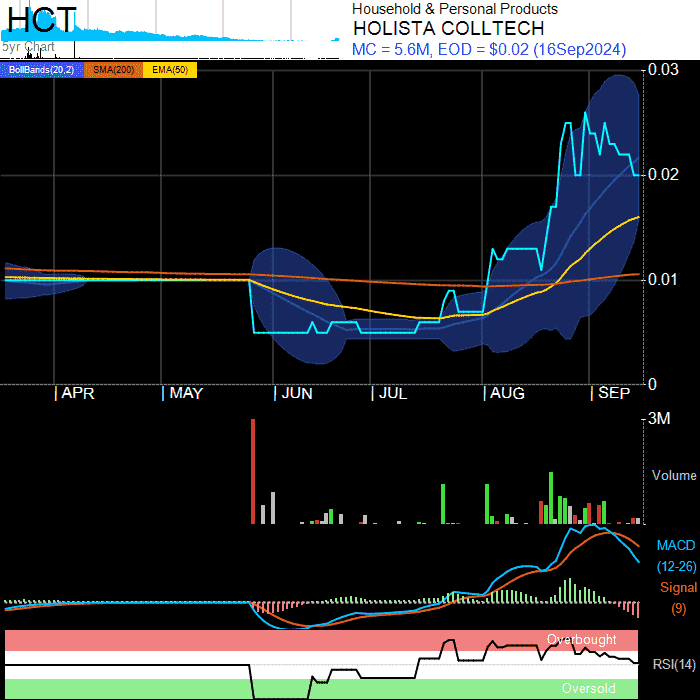 HCT
5yr Chart
Household & Personal Products
HOLISTA COLLTECH
MC = 5.6M, EOD = $0.02 (16Sep2024)
BollBands(20,2) SMA(200) EMA(50)
0.03
0.02
0.01
0
APR MAY JUN JUL AUG SEP
3M
Volume
MACD
(12-26)
Signal
(9)
Overbought
RSI(14)
Oversold